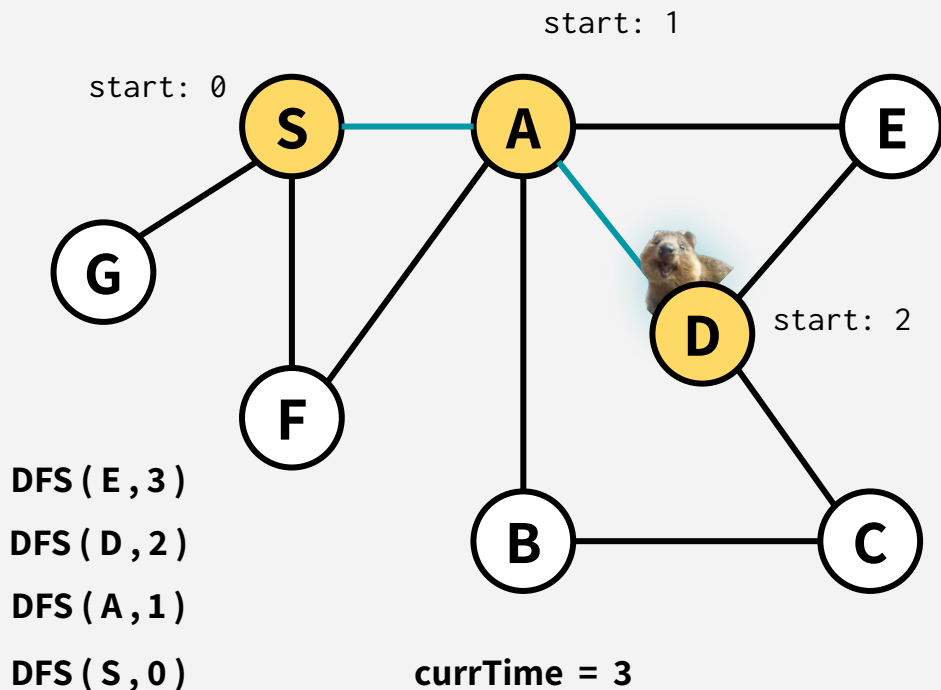 start: 1
start: 0
S
A
E
G
D
start: 2
F
DFS(E,3)
DFS(D,2)
B
C
DFS(A,1)
DFS(S,0)
currTime = 3